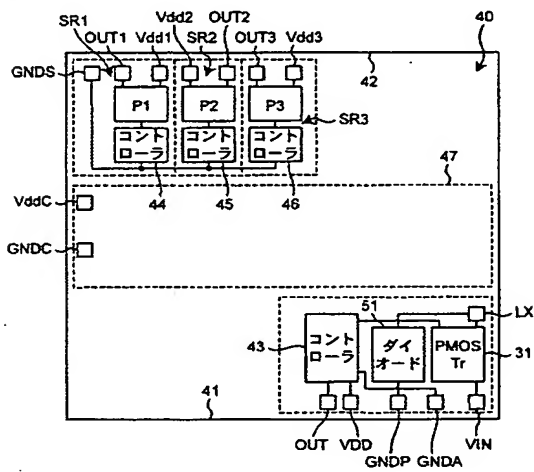 Vdd2 OUT2
SR1 OUT1 Vdd1 SR2 OUT3 Vdd3
40
42
GNDS
P1 P2 P3
SR3
コント
ローラ
コント
ローラ
コント
ローラ
44 45 46
47
VddC
GNDC
LX
51
43
コント
ローラ
ダイ
オード
PMOS
Tr
31
41
OUT VDD GNDP GNDA VIN